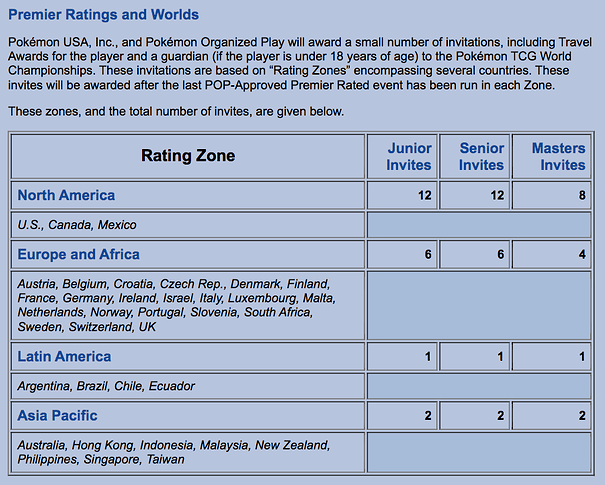 Premier Ratings and Worlds
Pokémon USA, Inc., and Pokémon Organized Play will award a small number of invitations, including Travel
Awards for the player and a guardian (if the player is under 18 years of age) to the Pokémon TCG World
Championships. These invitations are based on “Rating Zones” encompassing several countries. These
invites will be awarded after the last POP-Approved Premier Rated event has been run in each Zone.
These zones, and the total number of invites, are given below.
Rating Zone Junior Invites Senior Invites Masters Invites
North America 12 12 8
U.S., Canada, Mexico
Europe and Africa 6 6 4
Austria, Belgium, Croatia, Czech Rep., Denmark, Finland,
France, Germany, Ireland, Israel, Italy, Luxembourg, Malta,
Netherlands, Norway, Portugal, Slovenia, South Africa,
Sweden, Switzerland, UK
Latin America 1 1 1
Argentina, Brazil, Chile, Ecuador
Asia Pacific 2 2 2
Australia, Hong Kong, Indonesia, Malaysia, New Zealand,
Philippines, Singapore, Taiwan